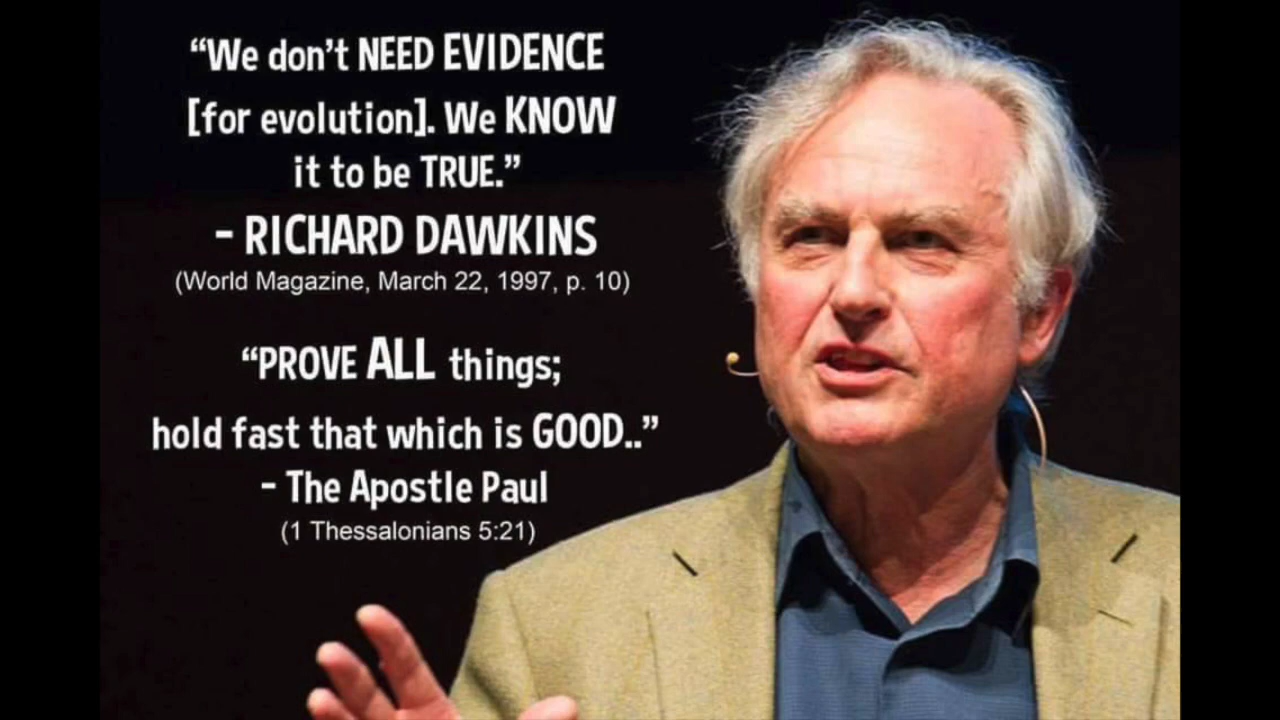 “We don’t NEED EVIDENCE
[for evolution]. We KNOW
it to be TRUE.”
- RICHARD DAWKINS
(World Magazine, March 22, 1997, p. 10)
“PROVE ALL things;
hold fast that which is GOOD..”
- The Apostle Paul
(1 Thessalonians 5:21)